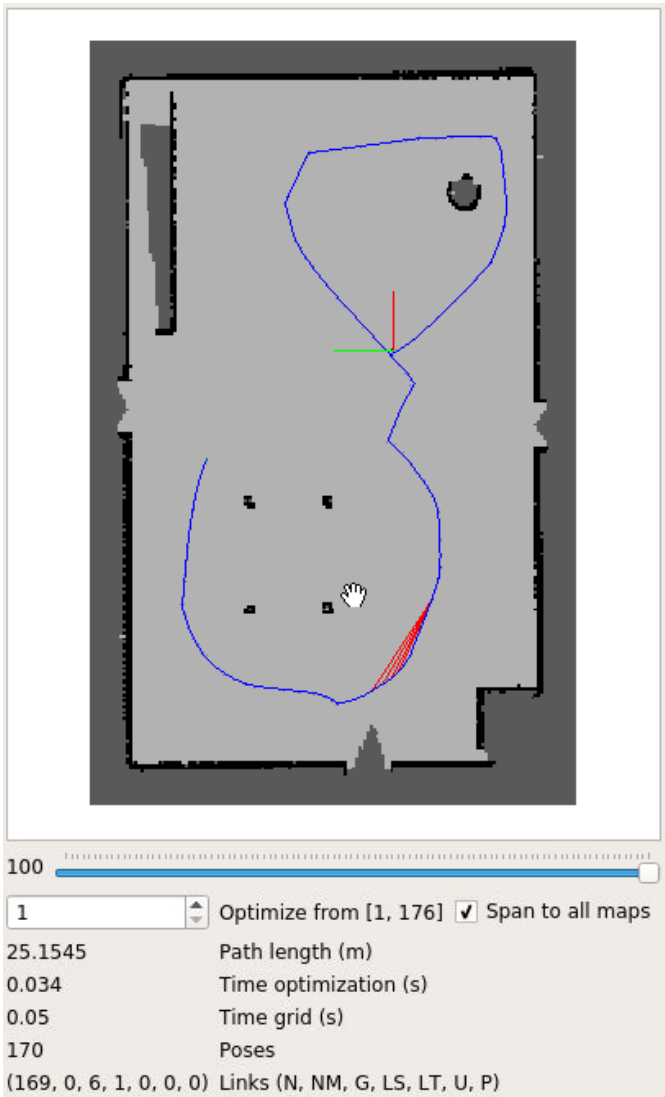 100
1 Optimize from [1, 176] Span to all maps
25.1545 Path length (m)
0.034 Time optimization (s)
0.05 Time grid (s)
170 Poses
(169, 0, 6, 1, 0, 0, 0) Links (N, NM, G, LS, LT, U, P)